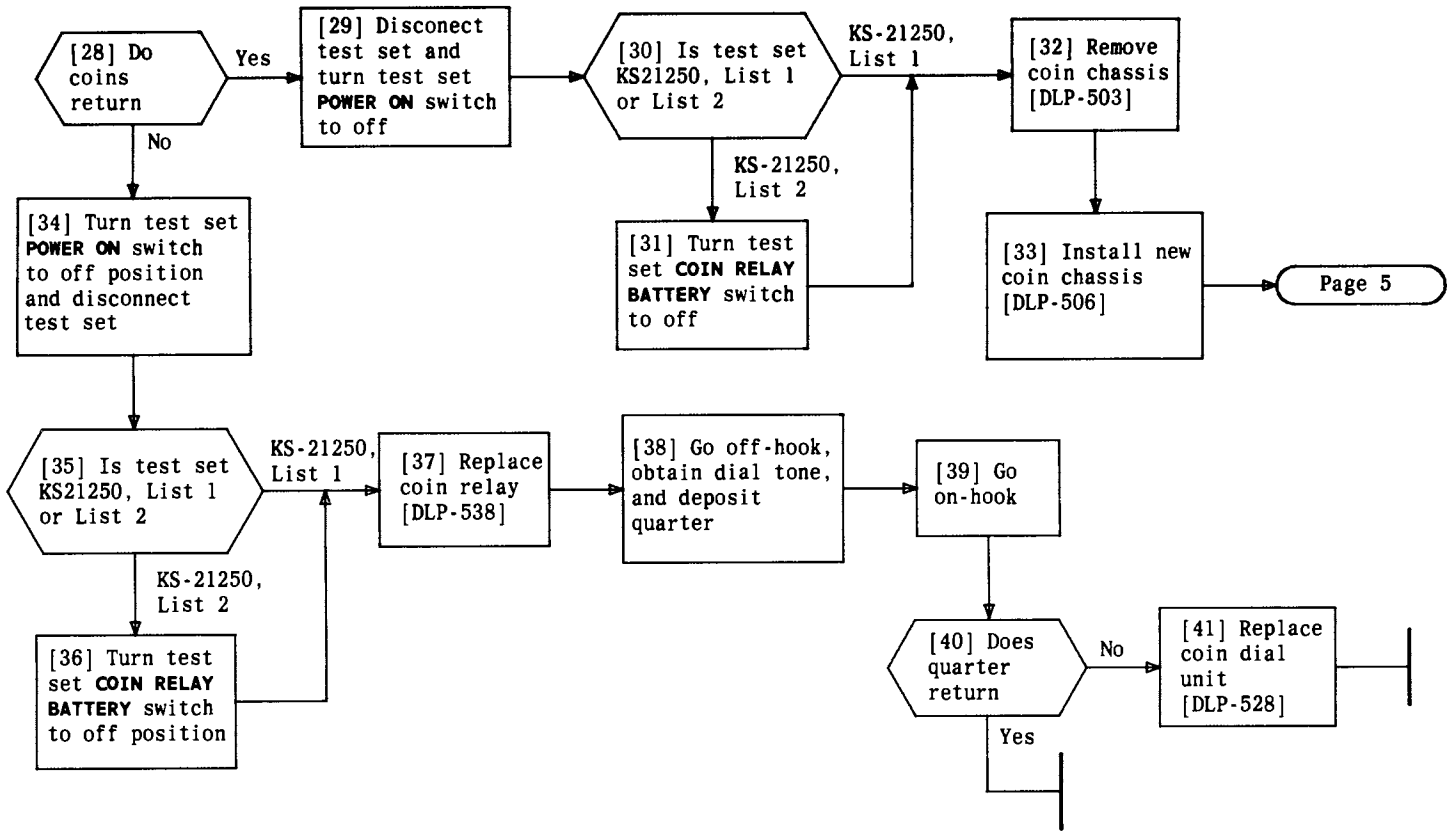 [28] Do
coins
return
Yes
No
[29] Disconect
test set and
turn test set
POWER ON switch
to off
[30] Is test set
KS21250, List 1
or List 2
KS-21250,
List 1
KS-21250,
List 2
[31] Turn test
set COIN RELAY
BATTERY switch
to off
[32] Remove
coin chassis
[DLP-503]
[33] Install new
coin chassis
[DLP-506]
Page 5
[34] Turn test set
POWER ON switch
to off position
and disconnect
test set
[35] Is test set
KS21250, List 1
or List 2
KS-21250,
List 1
KS-21250,
List 2
[36] Turn test
set COIN RELAY
BATTERY switch
to off position
[37] Replace
coin relay
[DLP-538]
[38] Go off-hook,
obtain dial tone,
and deposit
quarter
[39] Go
on-hook
[40] Does
quarter
return
No
Yes
[41] Replace
coin dial
unit
[DLP-528]